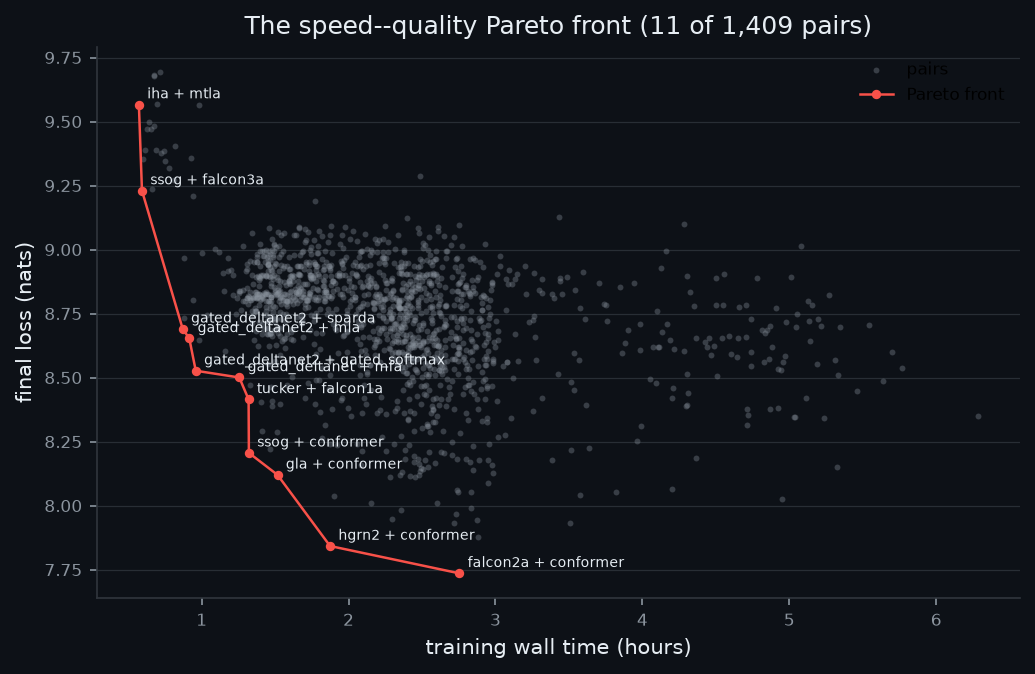 The speed--quality Pareto front (11 of 1,409 pairs)
pairs
Pareto front
iha + mtla
ssog + falcon3a
gated_deltanet2 + sparda
gated_deltanet2 + mla
gated_deltanet2 + gated_softmax
gated_deltanet + mfa
tucker + falcon1a
ssog + conformer
gla + conformer
hgrn2 + conformer
falcon2a + conformer
final loss (nats)
9.75
9.50
9.25
9.00
8.75
8.50
8.25
8.00
7.75
1 2 3 4 5 6
training wall time (hours)